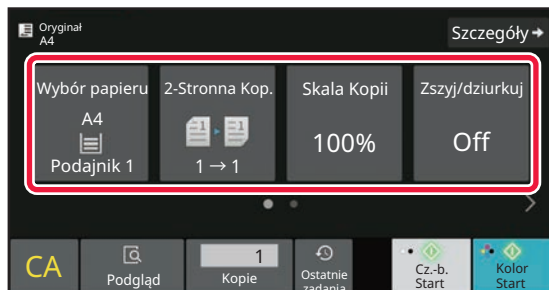 Oryginał
A4
Szczegóły
Wybór papieru
A4
Podajnik 1
2-Stronna Kop.
1 → 1
Skala Kopii
100%
Zszyj/dziurkuj
Off
CA
Podgląd
1
Kopie
Ostatnie
zadania
Cz.-b.
Start
Kolor
Start